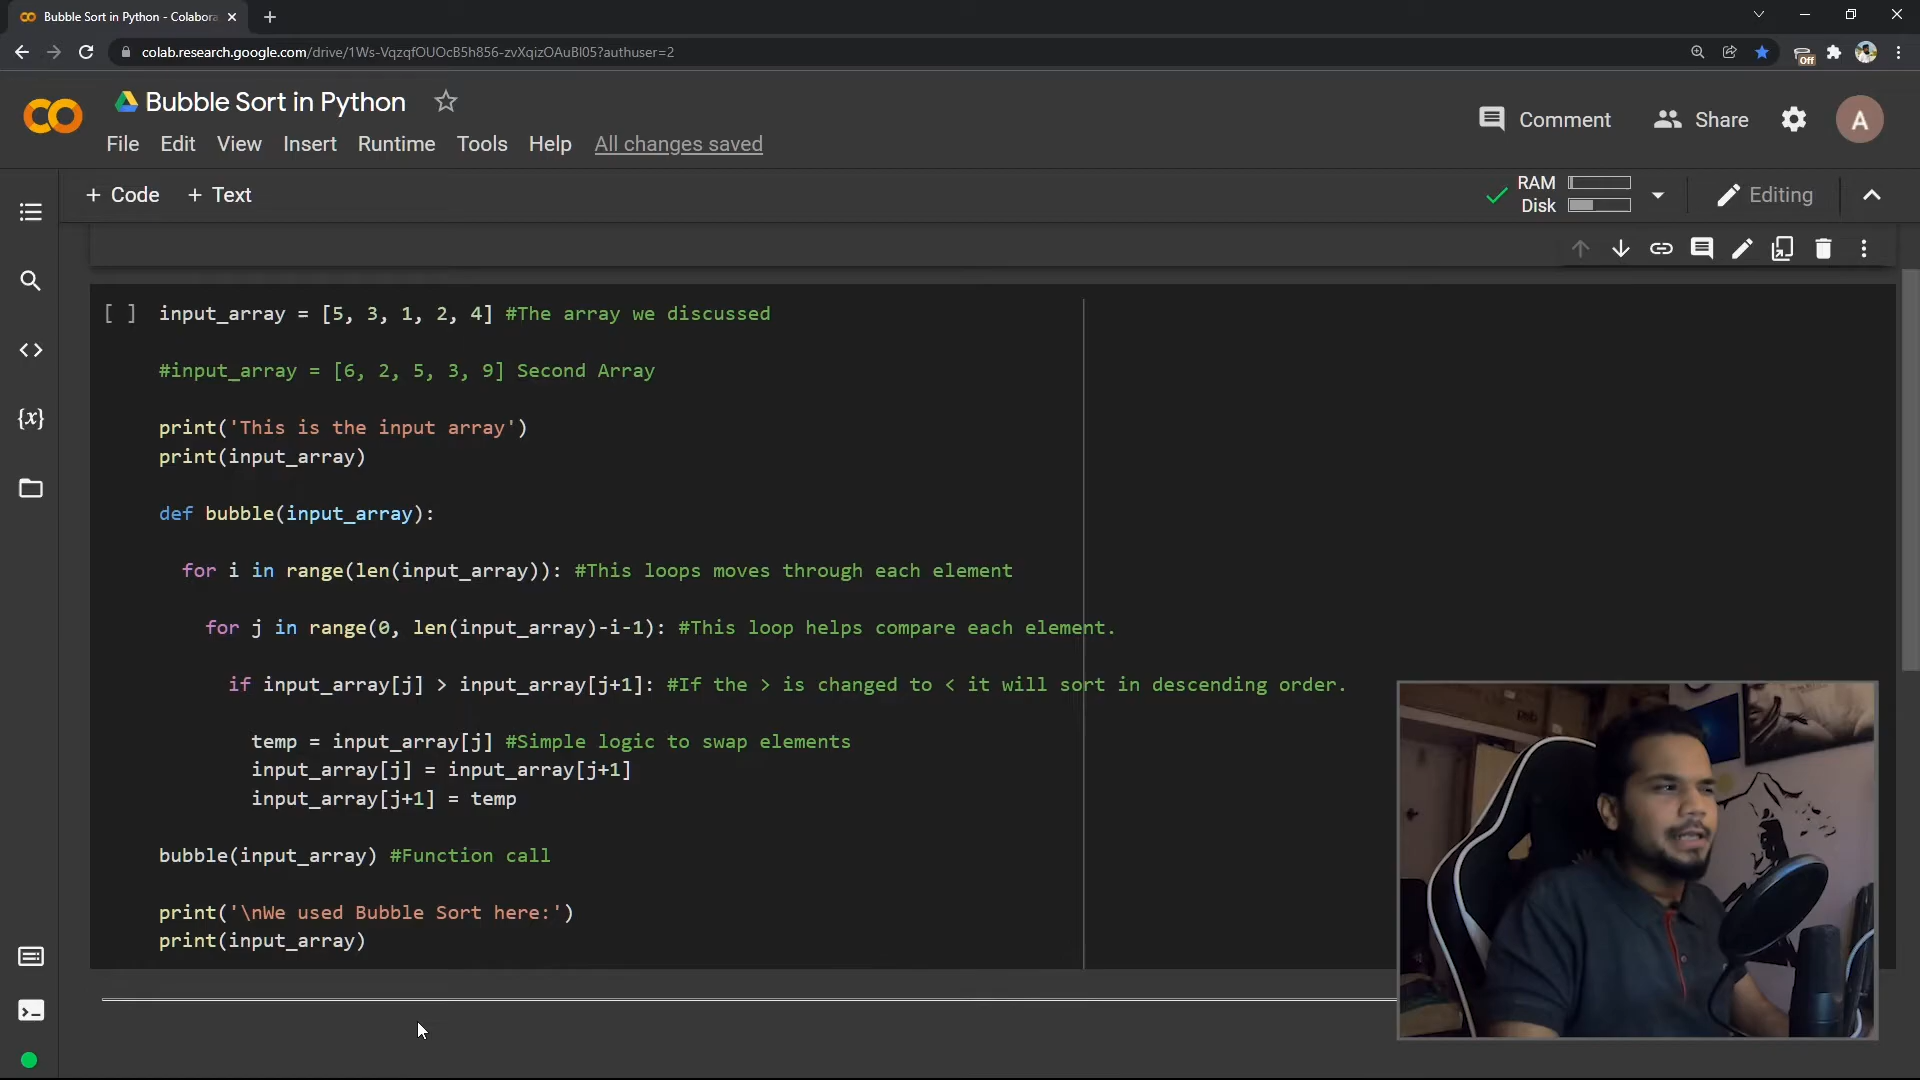 Bubble Sort in Python - Colabora
colab.research.google.com/drive/1Ws-VqzqfOUOcB5h856-zvXqizOAuBl05?authuser=2
Off
Bubble Sort in Python
File Edit View Insert Runtime Tools Help All changes saved
Comment Share A
+ Code + Text
RAM
Disk
Editing
{x}
[ ] input_array = [5, 3, 1, 2, 4] #The array we discussed
#input_array = [6, 2, 5, 3, 9] Second Array
print('This is the input array')
print(input_array)
def bubble(input_array):
for i in range(len(input_array)): #This loops moves through each element
for j in range(0, len(input_array)-i-1): #This loop helps compare each element.
if input_array[j] > input_array[j+1]: #If the > is changed to < it will sort in descending order.
temp = input_array[j] #Simple logic to swap elements
input_array[j] = input_array[j+1]
input_array[j+1] = temp
bubble(input_array) #Function call
print('\nWe used Bubble Sort here:')
print(input_array)